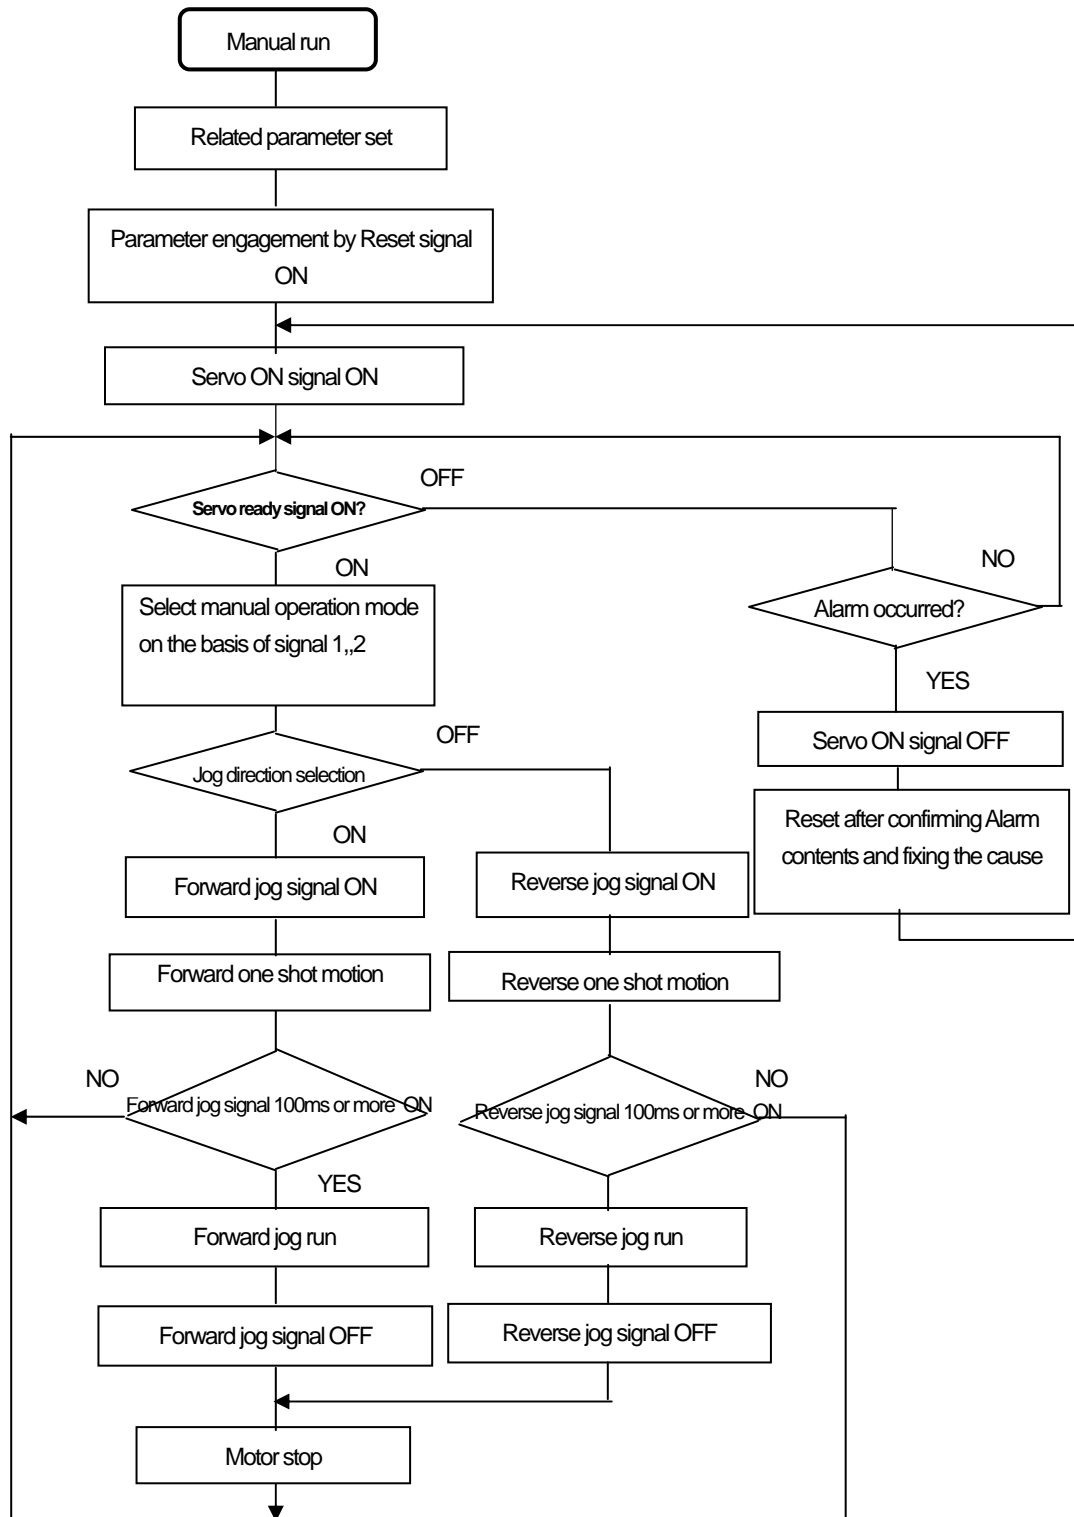 Manual run
Related parameter set
Parameter engagement by Reset signal
ON
Servo ON signal ON
OFF
Servo ready signal ON?
ON
NO
Select manual operation mode
on the basis of signal 1,,2
Alarm occurred?
YES
OFF
Servo ON signal OFF
Jog direction selection
Reset after confirming Alarm
contents and fixing the cause
ON
Forward jog signal ON
Reverse jog signal ON
Forward one shot motion
Reverse one shot motion
NO
Forward jog signal 100ms or more ON
NO
Reverse jog signal 100ms or more ON
YES
Forward jog run
Reverse jog run
Forward jog signal OFF
Reverse jog signal OFF
Motor stop